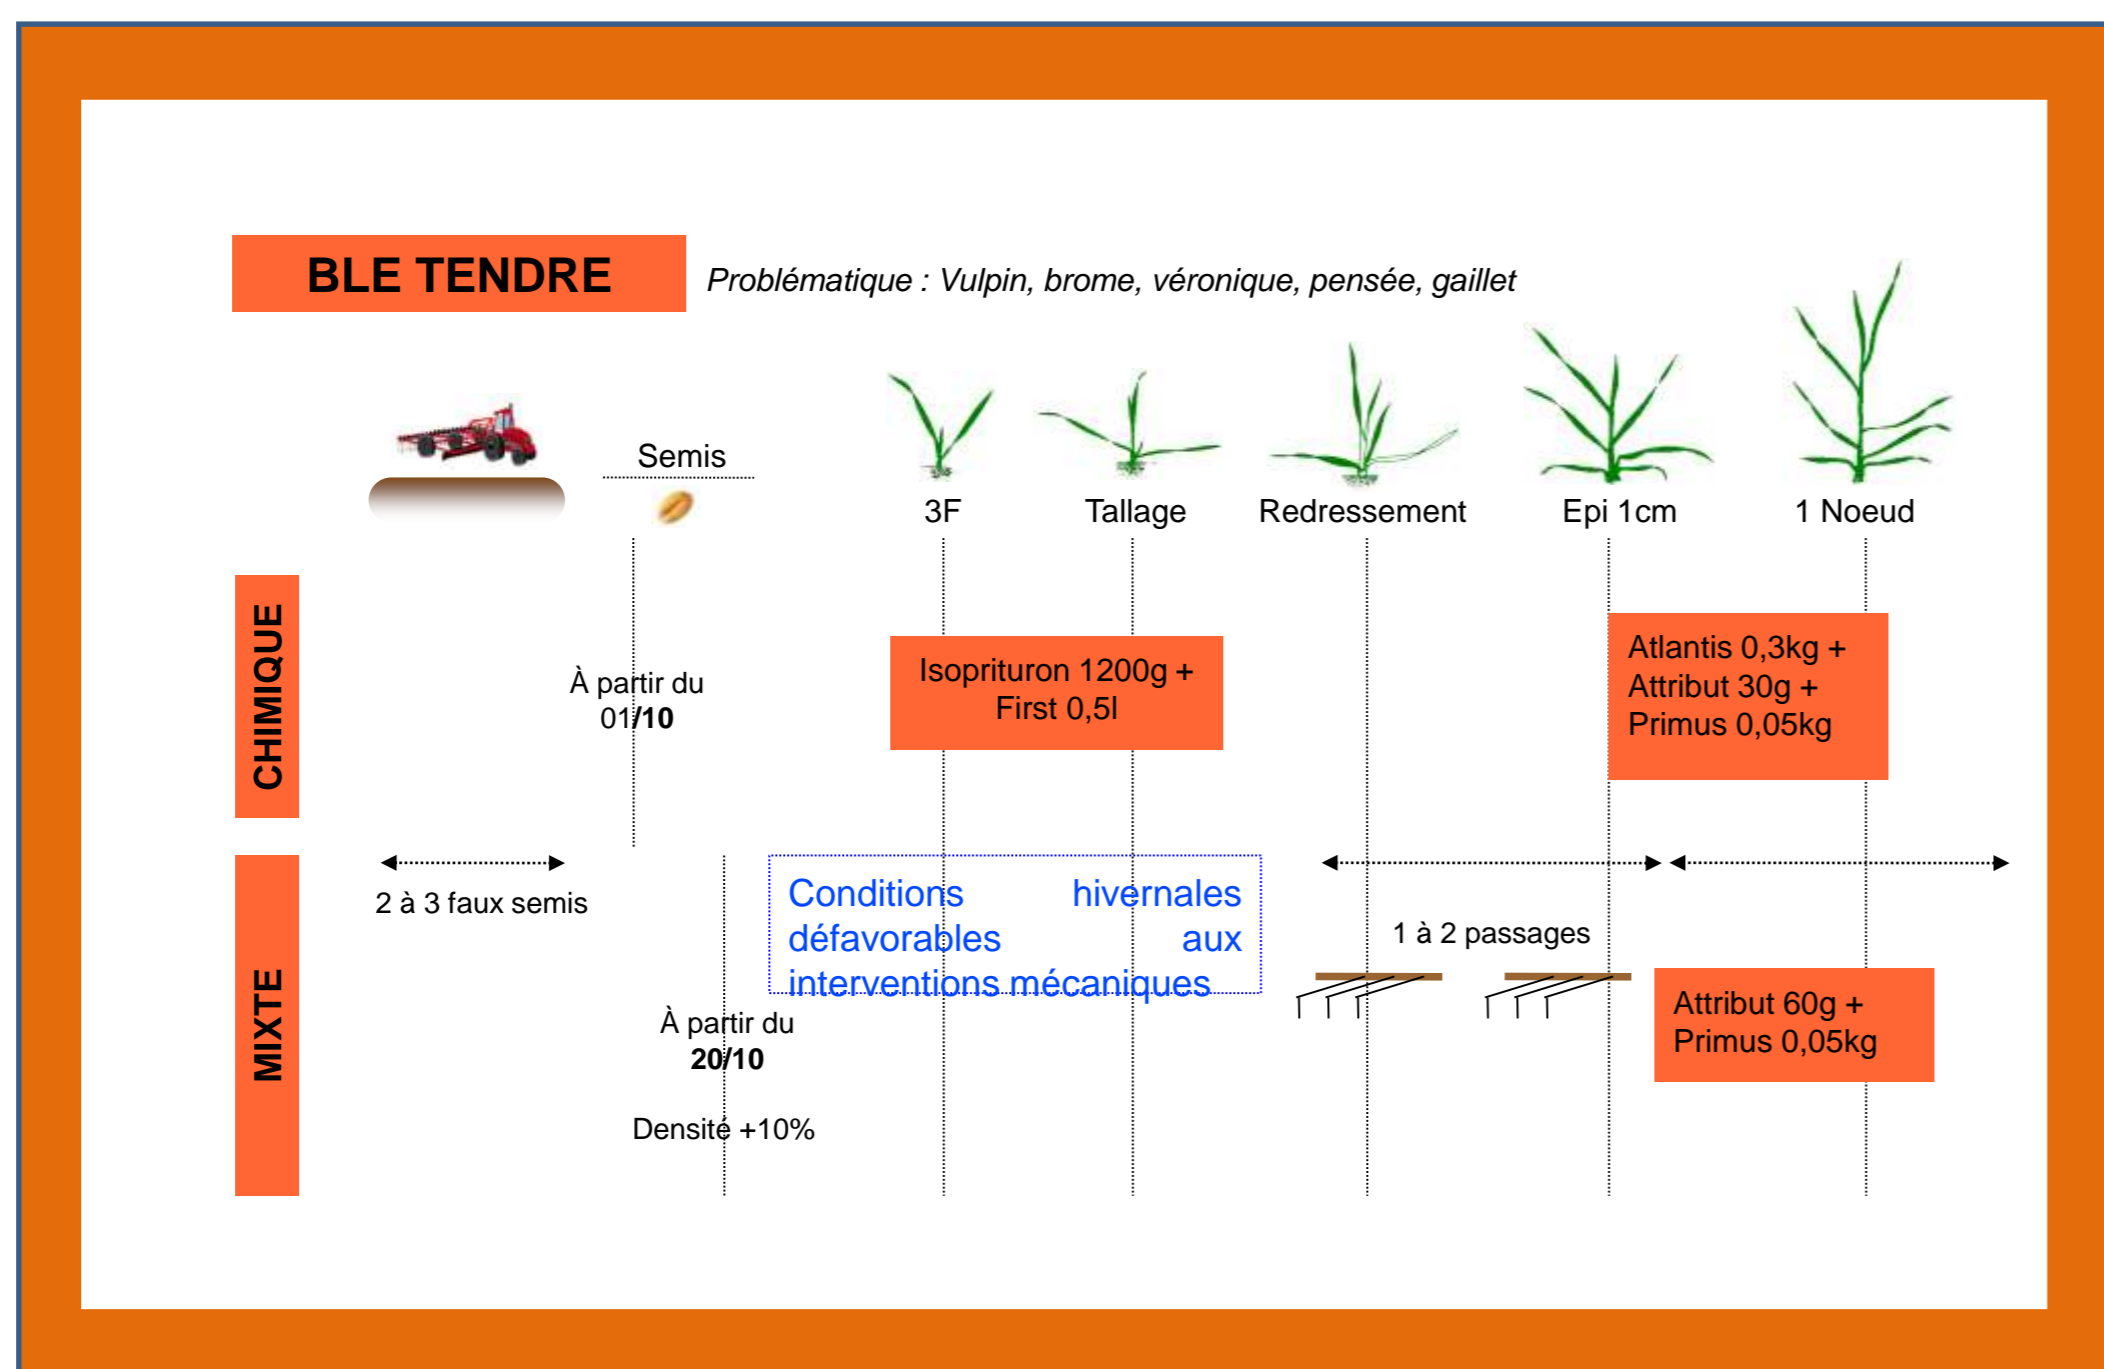 BLE TENDRE
Problématique : Vulpin, brome, véronique, pensée, gaillet
Semis
3F
Tallage
Redressement
Epi 1cm
1 Noeud
CHIMIQUE
À partir du
01/10
Isoprituron 1200g +
First 0,5l
Atlantis 0,3kg +
Attribut 30g +
Primus 0,05kg
MIXTE
2 à 3 faux semis
À partir du
20/10
Densité +10%
Conditions hivernales
défavorables aux
interventions mécaniques
1 à 2 passages
Attribut 60g +
Primus 0,05kg